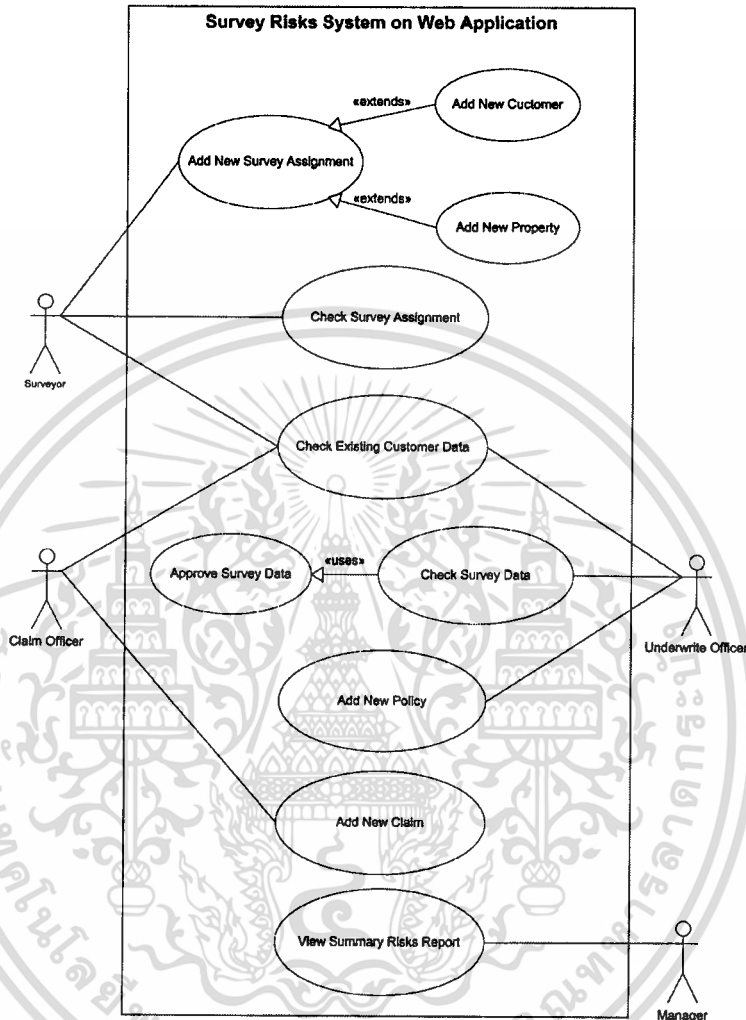 Survey Risks System on Web Application
«extends»
Add New Cuctomer
Add New Survey Assignment
«extends»
Add New Property
Check Survey Assignment
Surveyor
Check Existing Customer Data
Approve Survey Data
«uses»
Check Survey Data
Claim Officer
Underwrite Officer
Add New Policy
Add New Claim
View Summary Risks Report
Manager